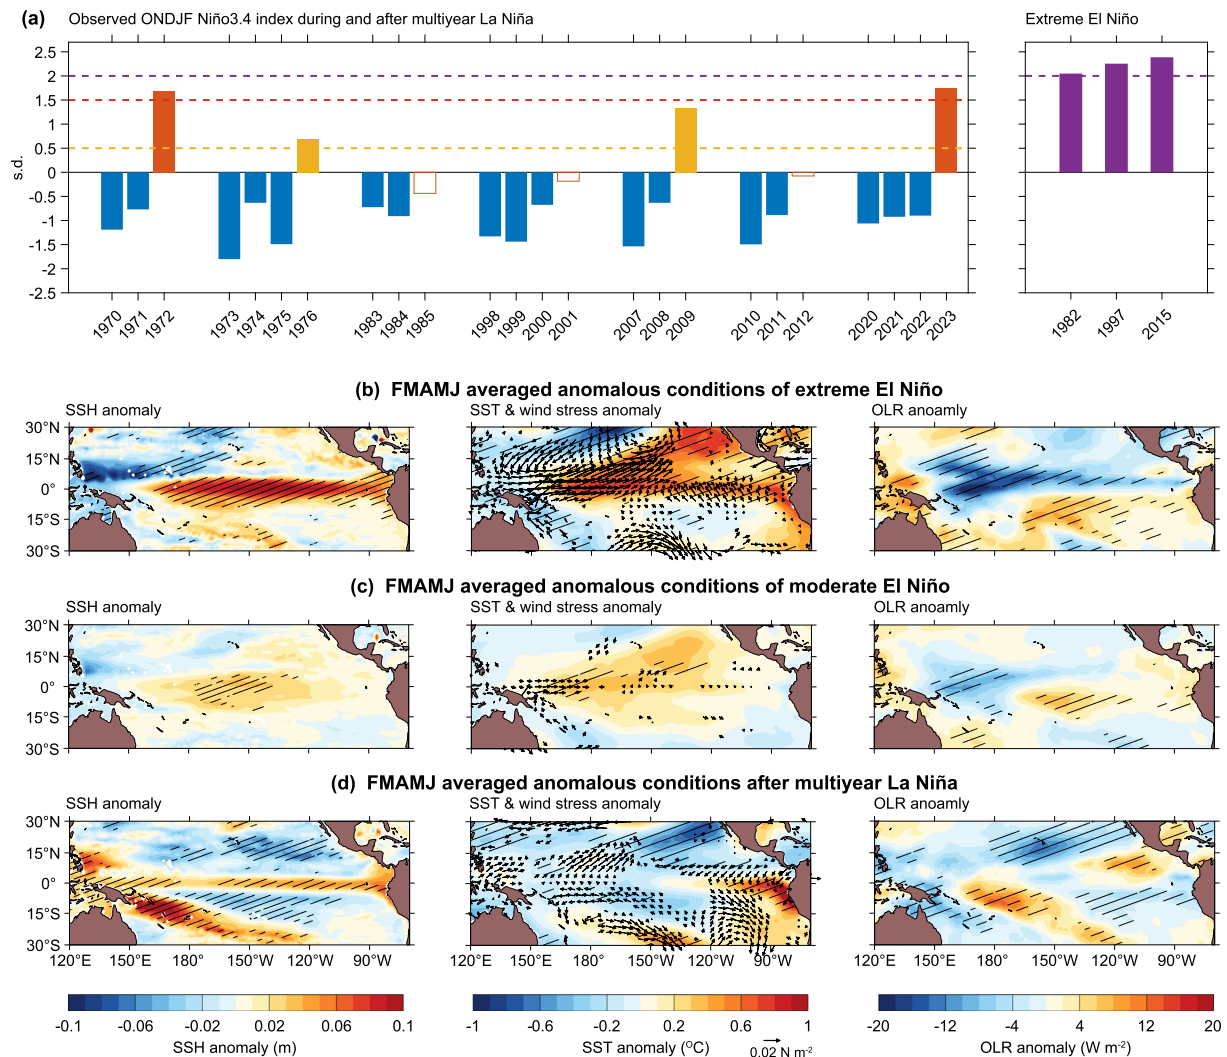 (a) Observed ONDJF Niño3.4 index during and after multiyear La Niña
Extreme El Niño
s.d.
2.5
2
1.5
1
0.5
0
-0.5
-1
-1.5
-2
-2.5
1970 1971 1972 1973 1974 1975 1976 1983 1984 1985 1998 1999 2000 2001 2007 2008 2009 2010 2011 2012 2020 2021 2022 2023
1982 1997 2015
(b) FMAMJ averaged anomalous conditions of extreme El Niño
SSH anomaly SST & wind stress anomaly OLR anoamly
30°N
15°N
0°
15°S
30°S
(c) FMAMJ averaged anomalous conditions of moderate El Niño
SSH anomaly SST & wind stress anomaly OLR anoamly
30°N
15°N
0°
15°S
30°S
(d) FMAMJ averaged anomalous conditions after multiyear La Niña
SSH anomaly SST & wind stress anomaly OLR anoamly
30°N
15°N
0°
15°S
30°S
120°E 150°E 180° 150°W 120°W 90°W 120°E 150°E 180° 150°W 120°W 90°W 120°E 150°E 180° 150°W 120°W 90°W
-0.1 -0.06 -0.02 0.02 0.06 0.1 -1 -0.6 -0.2 0.2 0.6 1 -20 -12 -4 4 12 20
SSH anomaly (m) SST anomaly (°C) 0.02 N m⁻² OLR anomaly (W m⁻²)